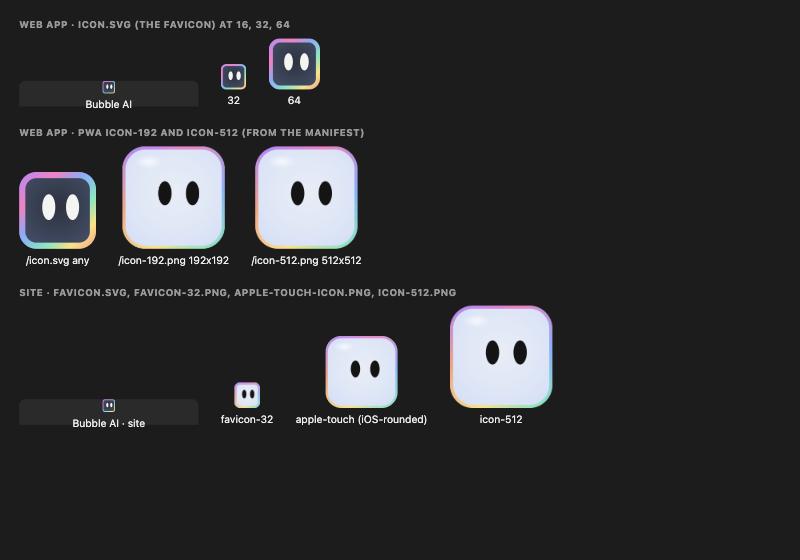 WEB APP · ICON.SVG (THE FAVICON) AT 16, 32, 64
Bubble AI
32
64
WEB APP · PWA ICON-192 AND ICON-512 (FROM THE MANIFEST)
/icon.svg any
/icon-192.png 192x192
/icon-512.png 512x512
SITE · FAVICON.SVG, FAVICON-32.PNG, APPLE-TOUCH-ICON.PNG, ICON-512.PNG
Bubble AI · site
favicon-32
apple-touch (iOS-rounded)
icon-512